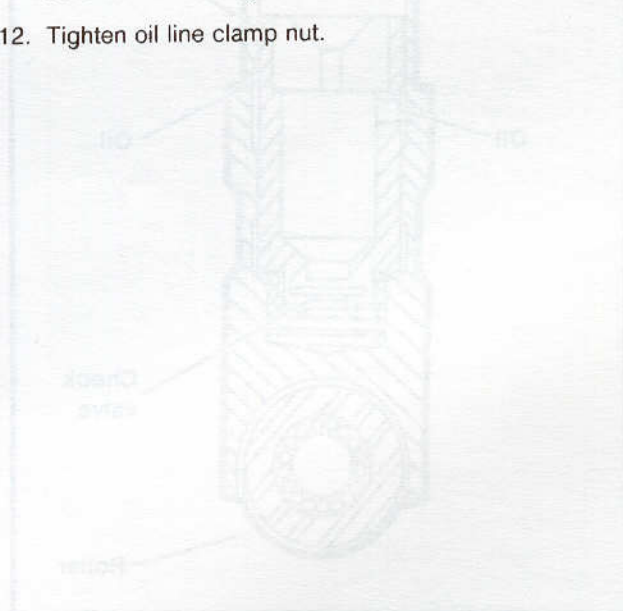 12. Tighten oil line clamp nut.
Oil
Oil
Check
valve
Roller